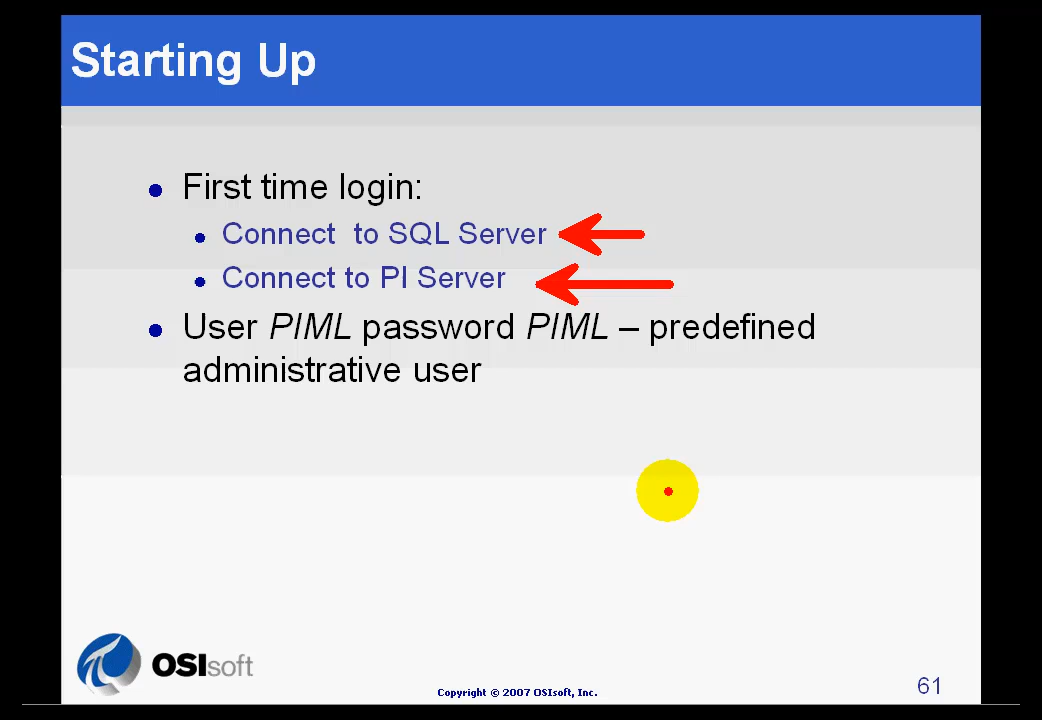 Starting Up
First time login:
Connect to SQL Server
Connect to PI Server
User PIML password PIML – predefined
administrative user
OSIsoft
Copyright © 2007 OSIsoft, Inc.
61